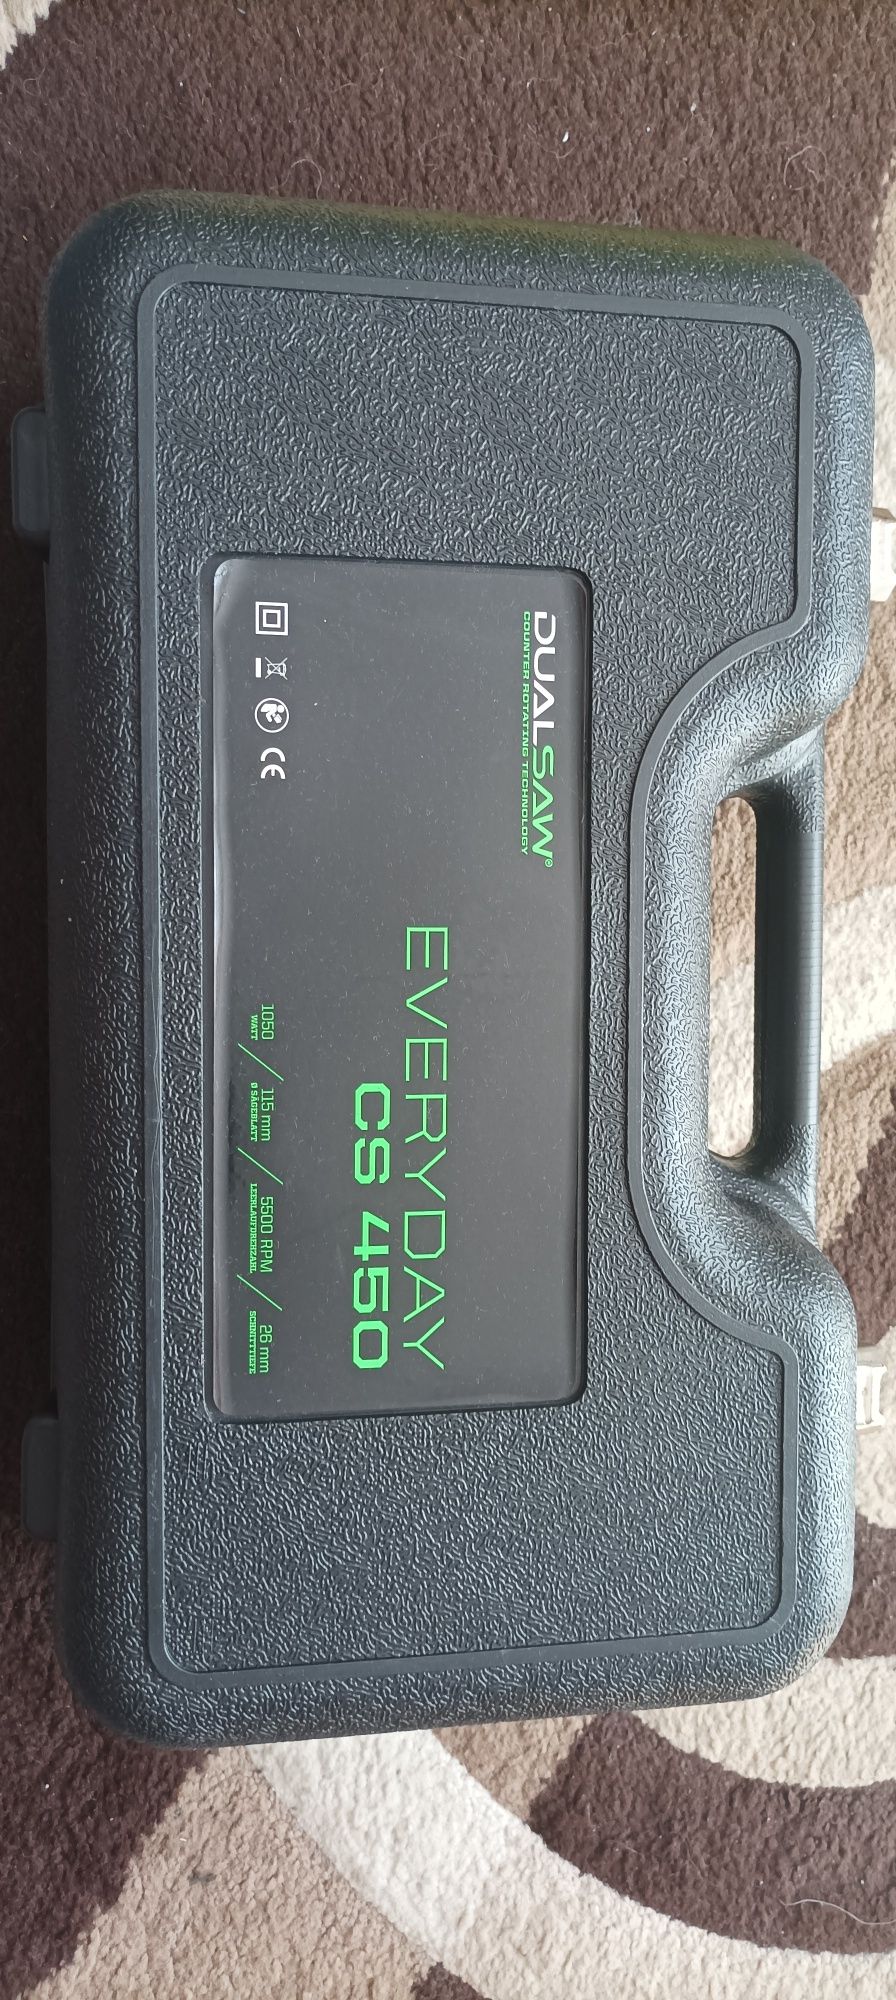 DUALSAW®
COUNTER ROTATING TECHNOLOGY
EVERYDAY
CS 450
1050 / 115 mm / 5500 RPM / 26 mm
WATT Ø SÄGEBLATT LEERLAUFDREHZAHL SCHNITTTIEFE
CE